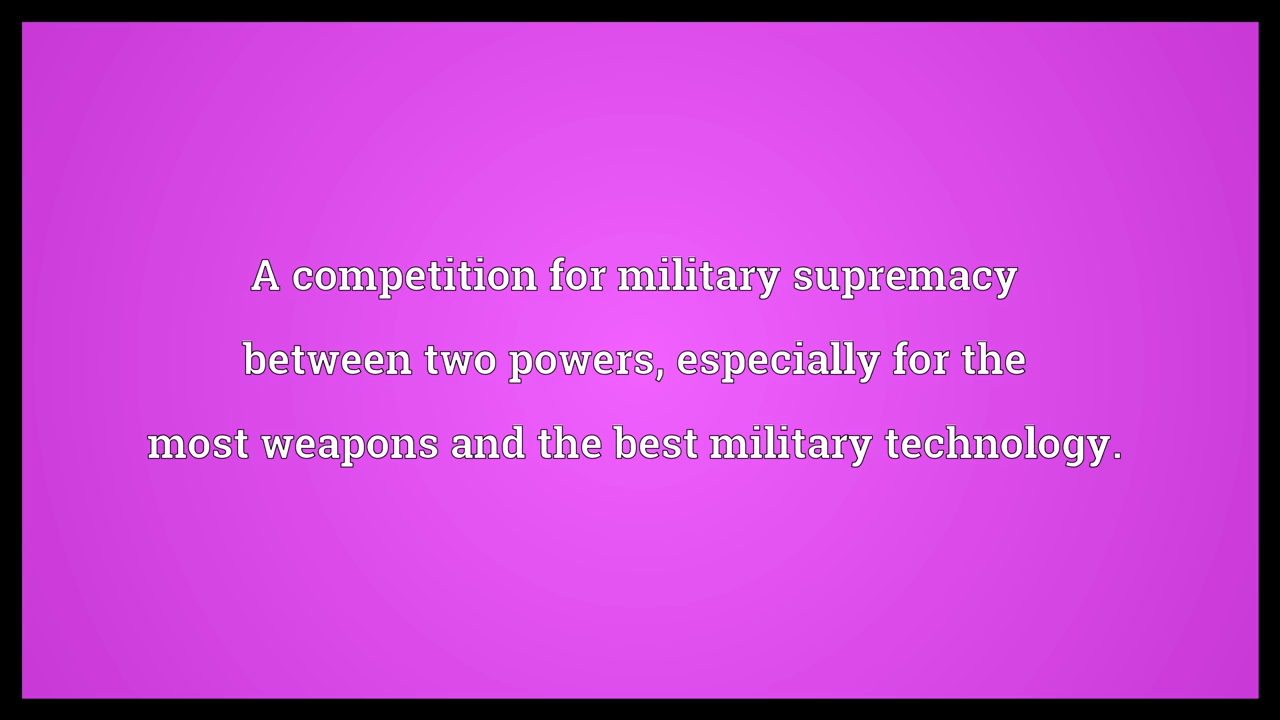 A competition for military supremacy
between two powers, especially for the
most weapons and the best military technology.